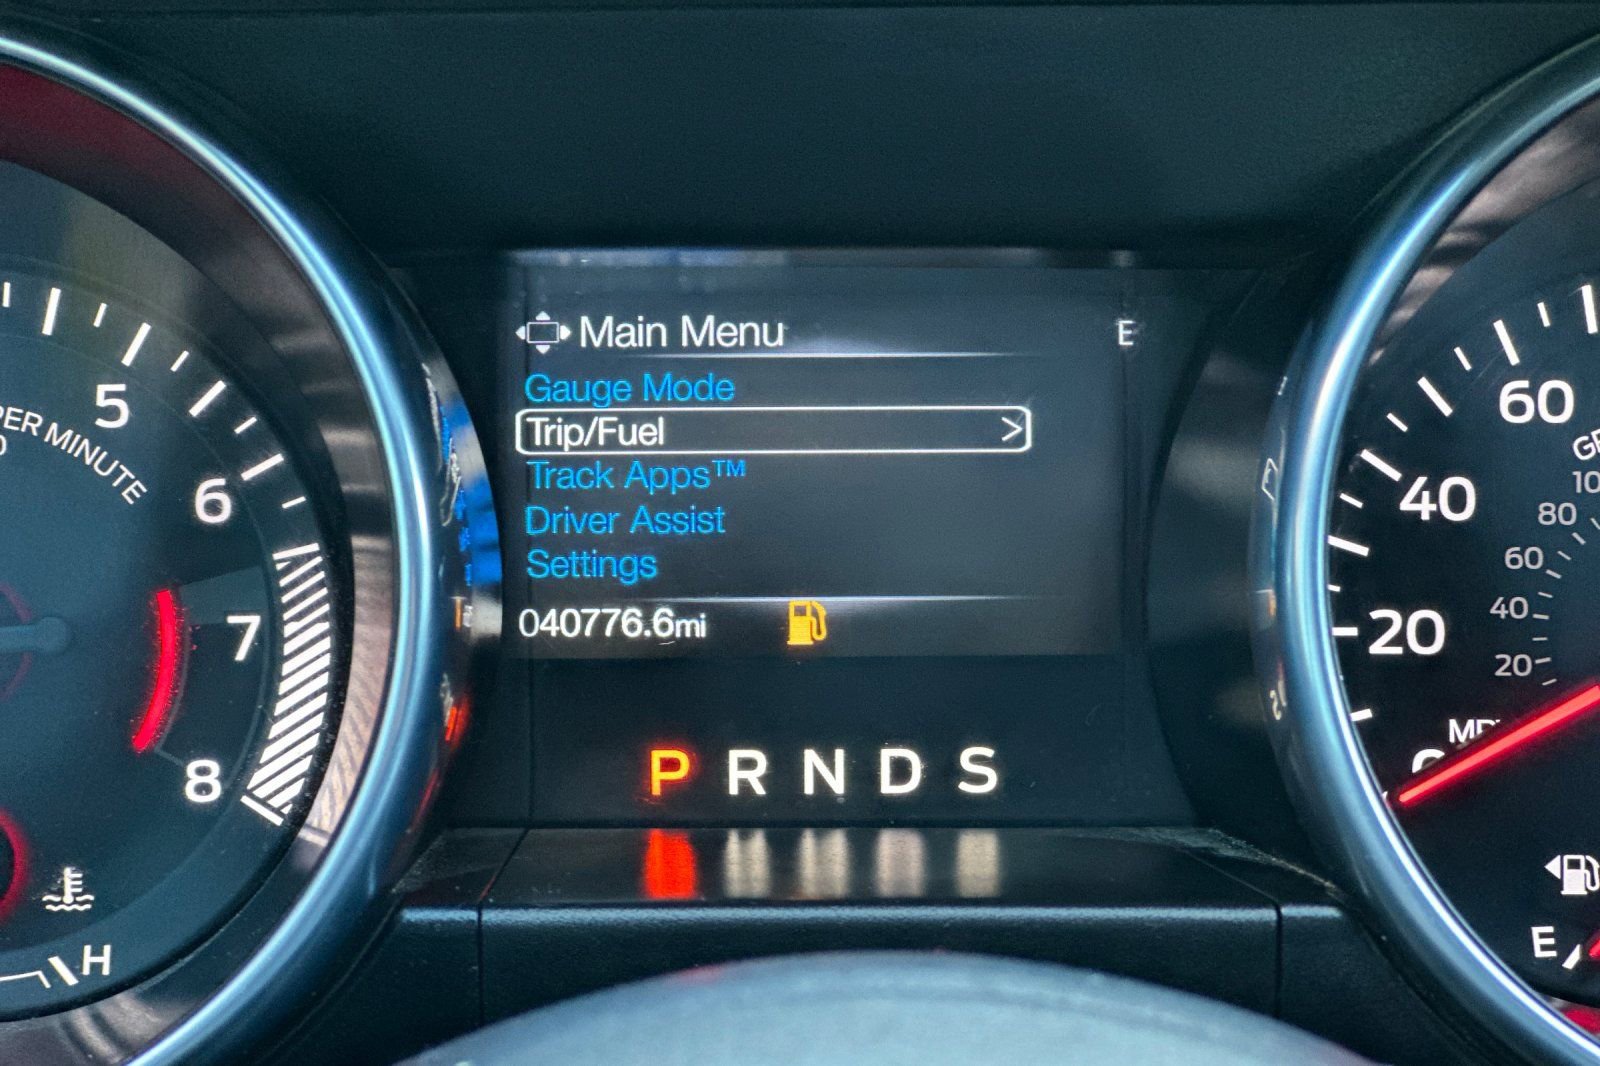 Main Menu
E
Gauge Mode
Trip/Fuel >
Track Apps™
Driver Assist
Settings
040776.6mi
P R N D S
5
PER MINUTE
6
7
8
H
60
40
20
100
80
60
40
20
E